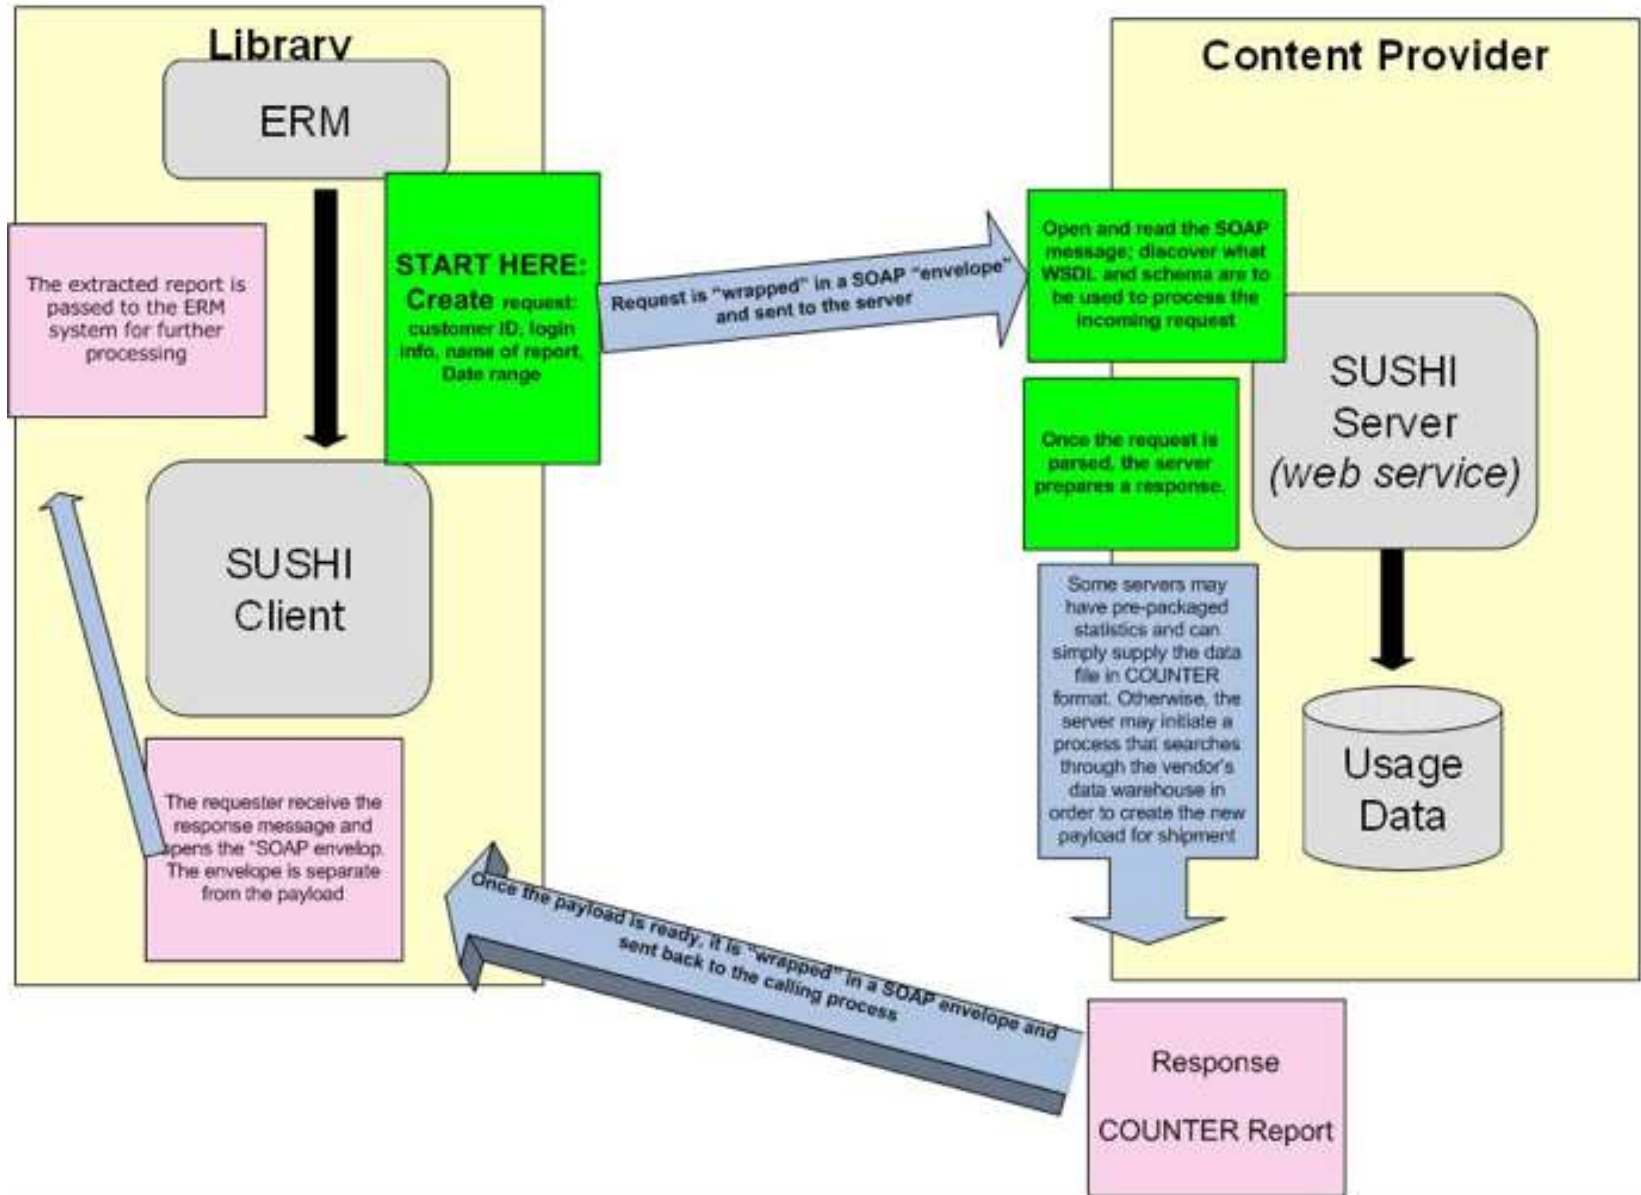 Library
ERM
START HERE:
Create request:
customer ID, login
info, name of report,
Date range
Request is “wrapped” in a SOAP “envelope”
and sent to the server
Content Provider
Open and read the SOAP
message; discover what
WSDL and schema are to
be used to process the
incoming request
SUSHI
Server
(web service)
Once the request is
parsed, the server
prepares a response.
Some servers may
have pre-packaged
statistics and can
simply supply the data
file in COUNTER
format. Otherwise, the
server may initiate a
process that searches
through the vendor's
data warehouse in
order to create the new
payload for shipment
Usage
Data
Response
COUNTER Report
Once the payload is ready, it is “wrapped” in a SOAP envelope and
sent back to the calling process
SUSHI
Client
The requester receive the
response message and
opens the “SOAP envelop.
The envelope is separate
from the payload
The extracted report is
passed to the ERM
system for further
processing